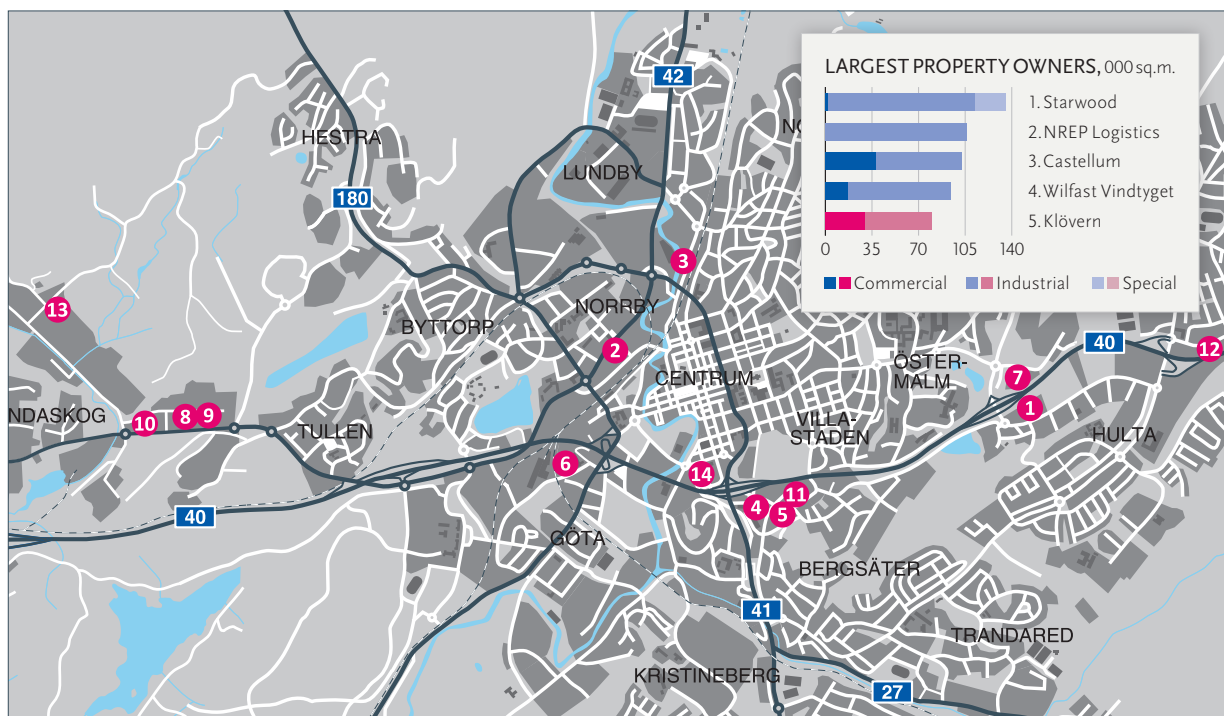 42
LARGEST PROPERTY OWNERS, 000 sq.m.
1. Starwood
2. NREP Logistics
3. Castellum
4. Wilfast Vindtyget
5. Klövern
0 35 70 105 140
Commercial Industrial Special
HESTRA
LUNDBY
180
3
13
NORRBY
BYTTORP
2
40
12
CENTRUM
ÖSTER-
MALM
7
1
NDASKOG
10
8
9
TULLEN
VILLA-
STADEN
HULTA
6
14
11
4
5
40
GÖTA
BERGSÄTER
41
TRANDARED
KRISTINEBERG
27